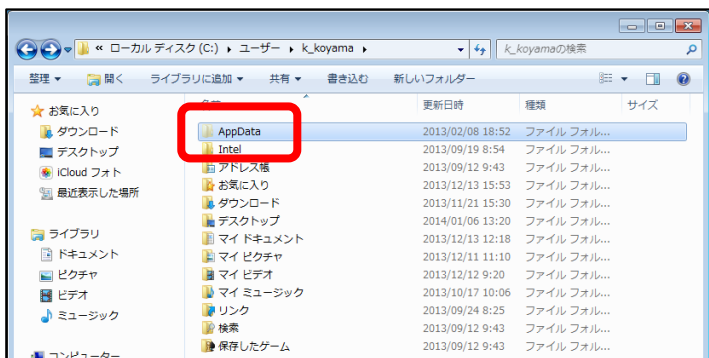 « ローカル ディスク (C:) ▸ ユーザー ▸ k_koyama ▸
k_koyamaの検索
整理 ▼ 開く ライブラリに追加 ▼ 共有 ▼ 書き込む 新しいフォルダー
更新日時 種類 サイズ
お気に入り
ダウンロード
デスクトップ
iCloud フォト
最近表示した場所
ライブラリ
ドキュメント
ピクチャ
ビデオ
ミュージック
コンピューター
AppData 2013/02/08 18:52 ファイル フォル...
Intel 2013/09/19 8:54 ファイル フォル...
アドレス帳 2013/09/12 9:43 ファイル フォル...
お気に入り 2013/12/13 15:53 ファイル フォル...
ダウンロード 2013/11/21 15:30 ファイル フォル...
デスクトップ 2014/01/06 13:20 ファイル フォル...
マイ ドキュメント 2013/12/13 12:18 ファイル フォル...
マイ ピクチャ 2013/12/11 11:10 ファイル フォル...
マイ ビデオ 2013/12/12 9:20 ファイル フォル...
マイ ミュージック 2013/10/17 10:06 ファイル フォル...
リンク 2013/09/24 8:25 ファイル フォル...
検索 2013/09/12 9:43 ファイル フォル...
保存したゲーム 2013/09/12 9:43 ファイル フォル...